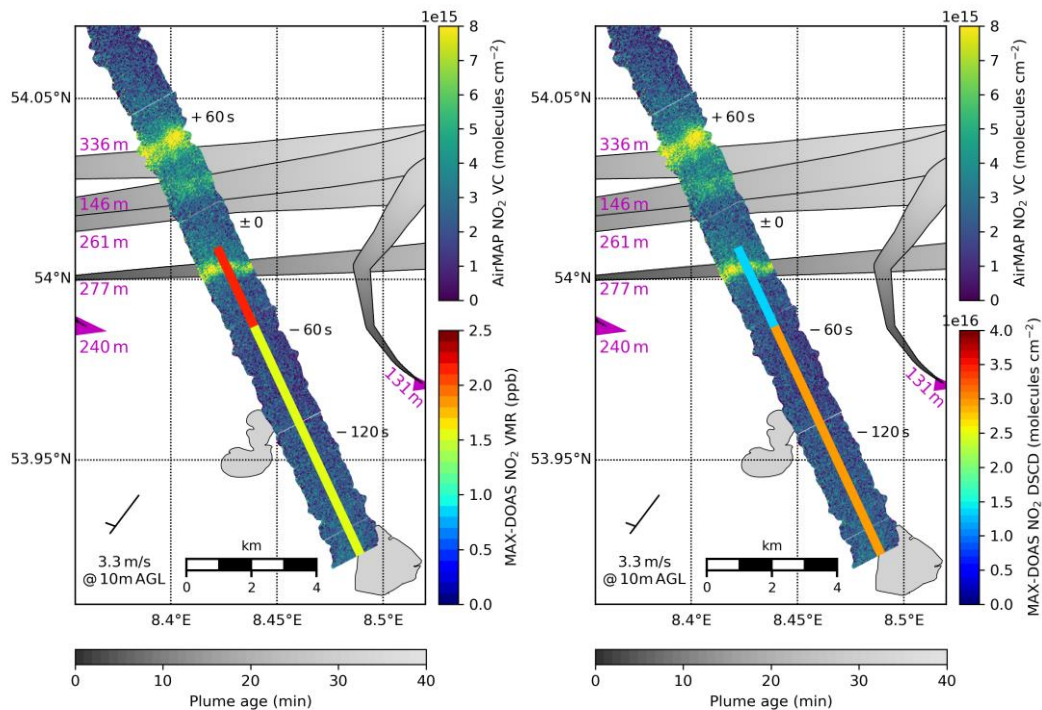 1e15
54.05°N
54°N
53.95°N
8.4°E
8.45°E
8.5°E
+60 s
±0
−60 s
−120 s
336 m
146 m
261 m
277 m
240 m
131 m
3.3 m/s
@ 10m AGL
km
0 2 4
8
7
6
5
4
3
2
1
0
AirMAP NO₂ VC (molecules cm⁻²)
2.5
2.0
1.5
1.0
0.5
0.0
MAX-DOAS NO₂ VMR (ppb)
0 10 20 30 40
Plume age (min)
1e15
54.05°N
54°N
53.95°N
8.4°E
8.45°E
8.5°E
+60 s
±0
−60 s
−120 s
336 m
146 m
261 m
277 m
240 m
131 m
3.3 m/s
@ 10m AGL
km
0 2 4
8
7
6
5
4
3
2
1
0
AirMAP NO₂ VC (molecules cm⁻²)
1e16
4.0
3.5
3.0
2.5
2.0
1.5
1.0
0.5
0.0
MAX-DOAS NO₂ DSCD (molecules cm⁻²)
0 10 20 30 40
Plume age (min)